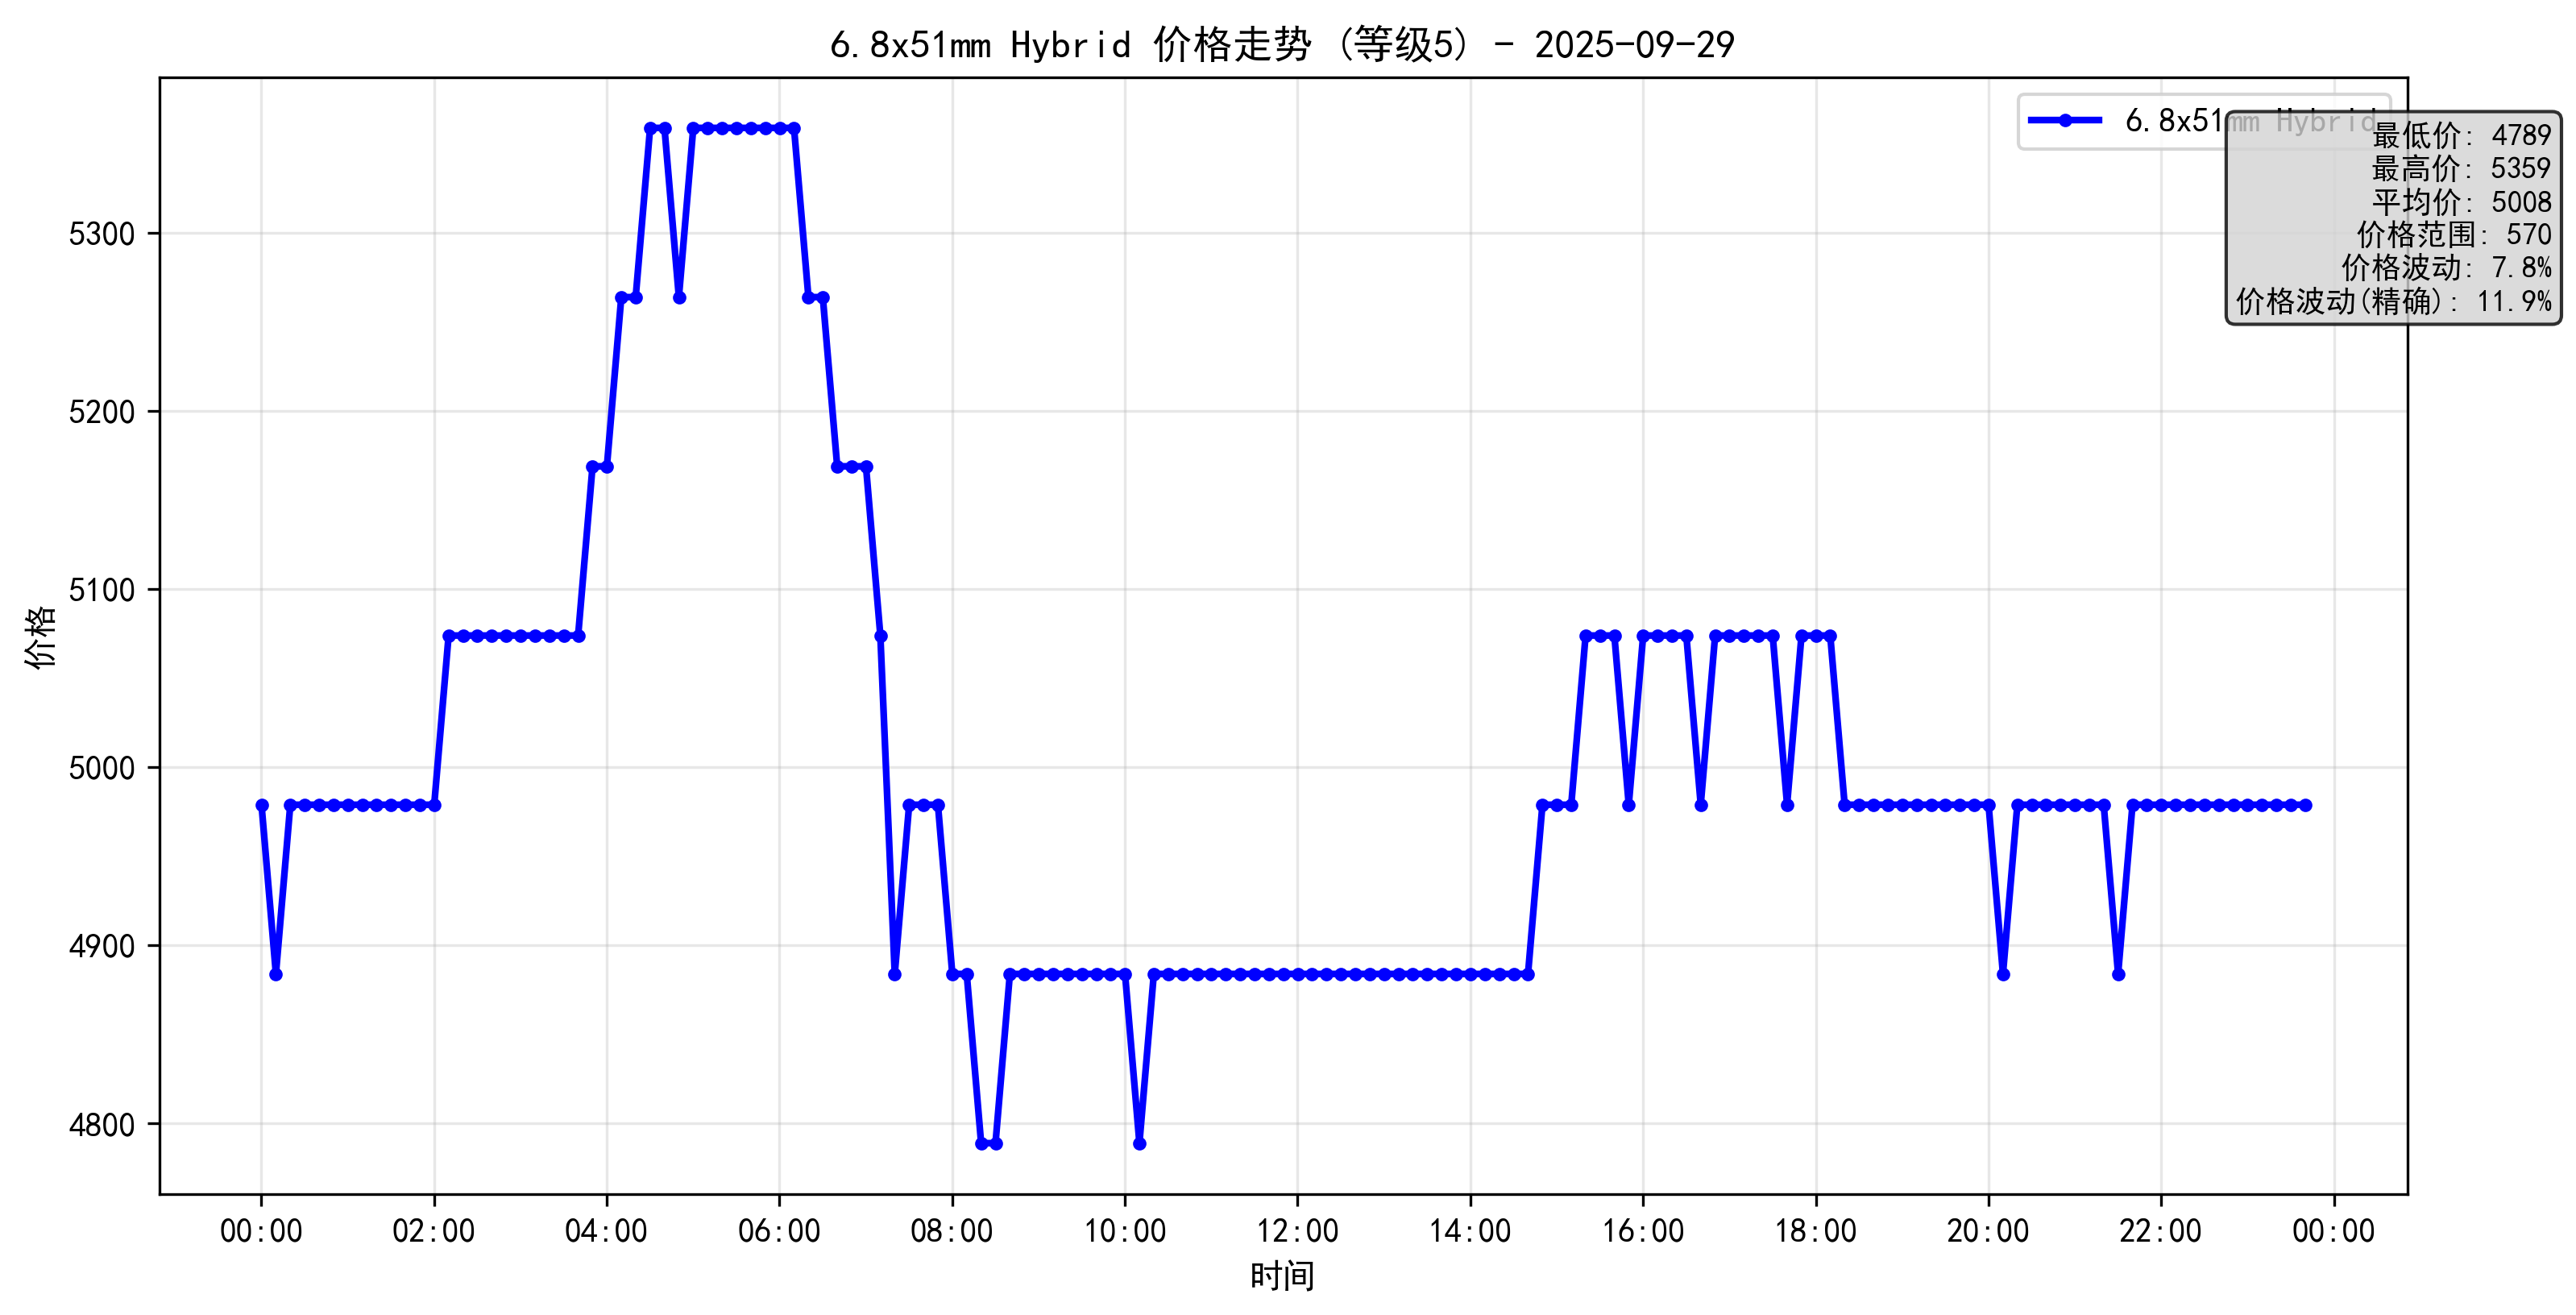 6.8x51mm Hybrid 价格走势 (等级5) - 2025-09-29
6.8x51mm Hybrid
最低价: 4789
最高价: 5359
平均价: 5008
价格范围: 570
价格波动: 7.8%
价格波动(精确): 11.9%
价格
5300
5200
5100
5000
4900
4800
00:00 02:00 04:00 06:00 08:00 10:00 12:00 14:00 16:00 18:00 20:00 22:00 00:00
时间